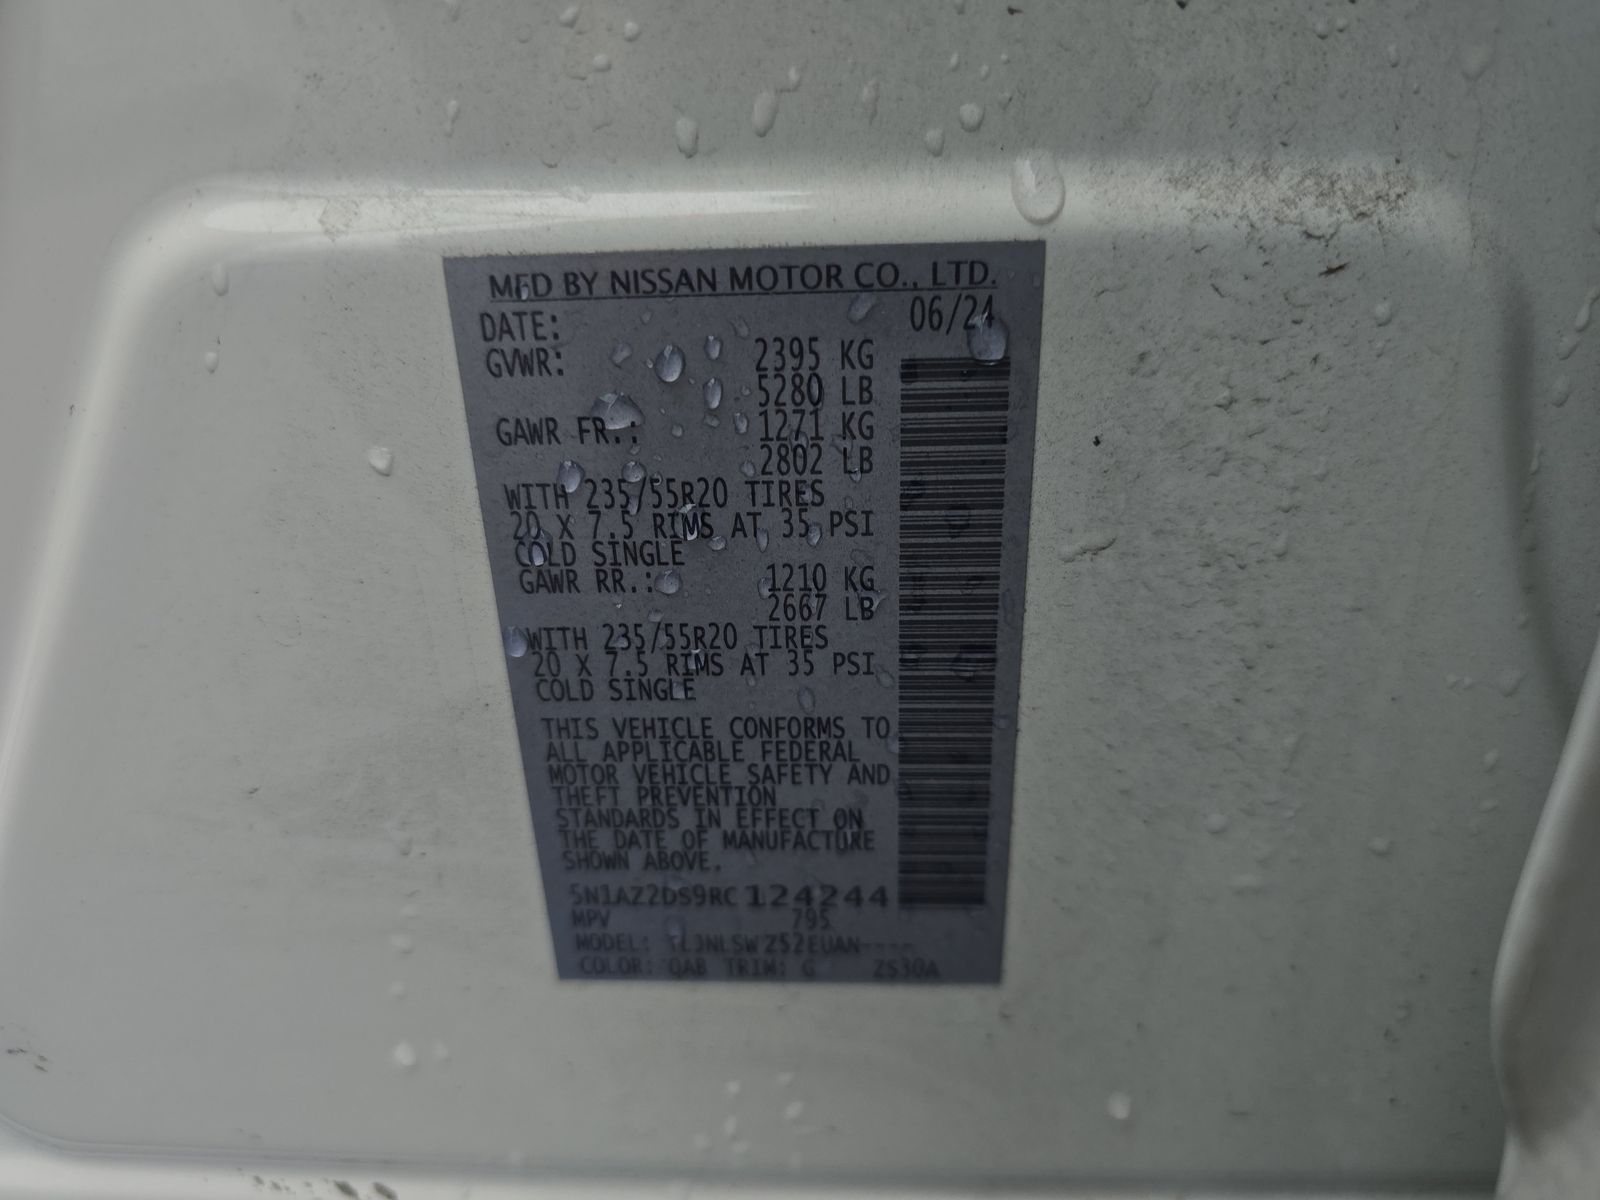 MFD BY NISSAN MOTOR CO., LTD.
DATE: 06/24
GVWR: 2395 KG
5280 LB
GAWR FR.: 1271 KG
2802 LB
WITH 235/55R20 TIRES
20 X 7.5 RIMS AT 35 PSI
COLD SINGLE
GAWR RR.: 1210 KG
2667 LB
WITH 235/55R20 TIRES
20 X 7.5 RIMS AT 35 PSI
COLD SINGLE
THIS VEHICLE CONFORMS TO
ALL APPLICABLE FEDERAL
MOTOR VEHICLE SAFETY AND
THEFT PREVENTION
STANDARDS IN EFFECT ON
THE DATE OF MANUFACTURE
SHOWN ABOVE.
5N1AZ2DS9RC124244
MPV 795
MODEL:
COLOR: QAB TRIM: G